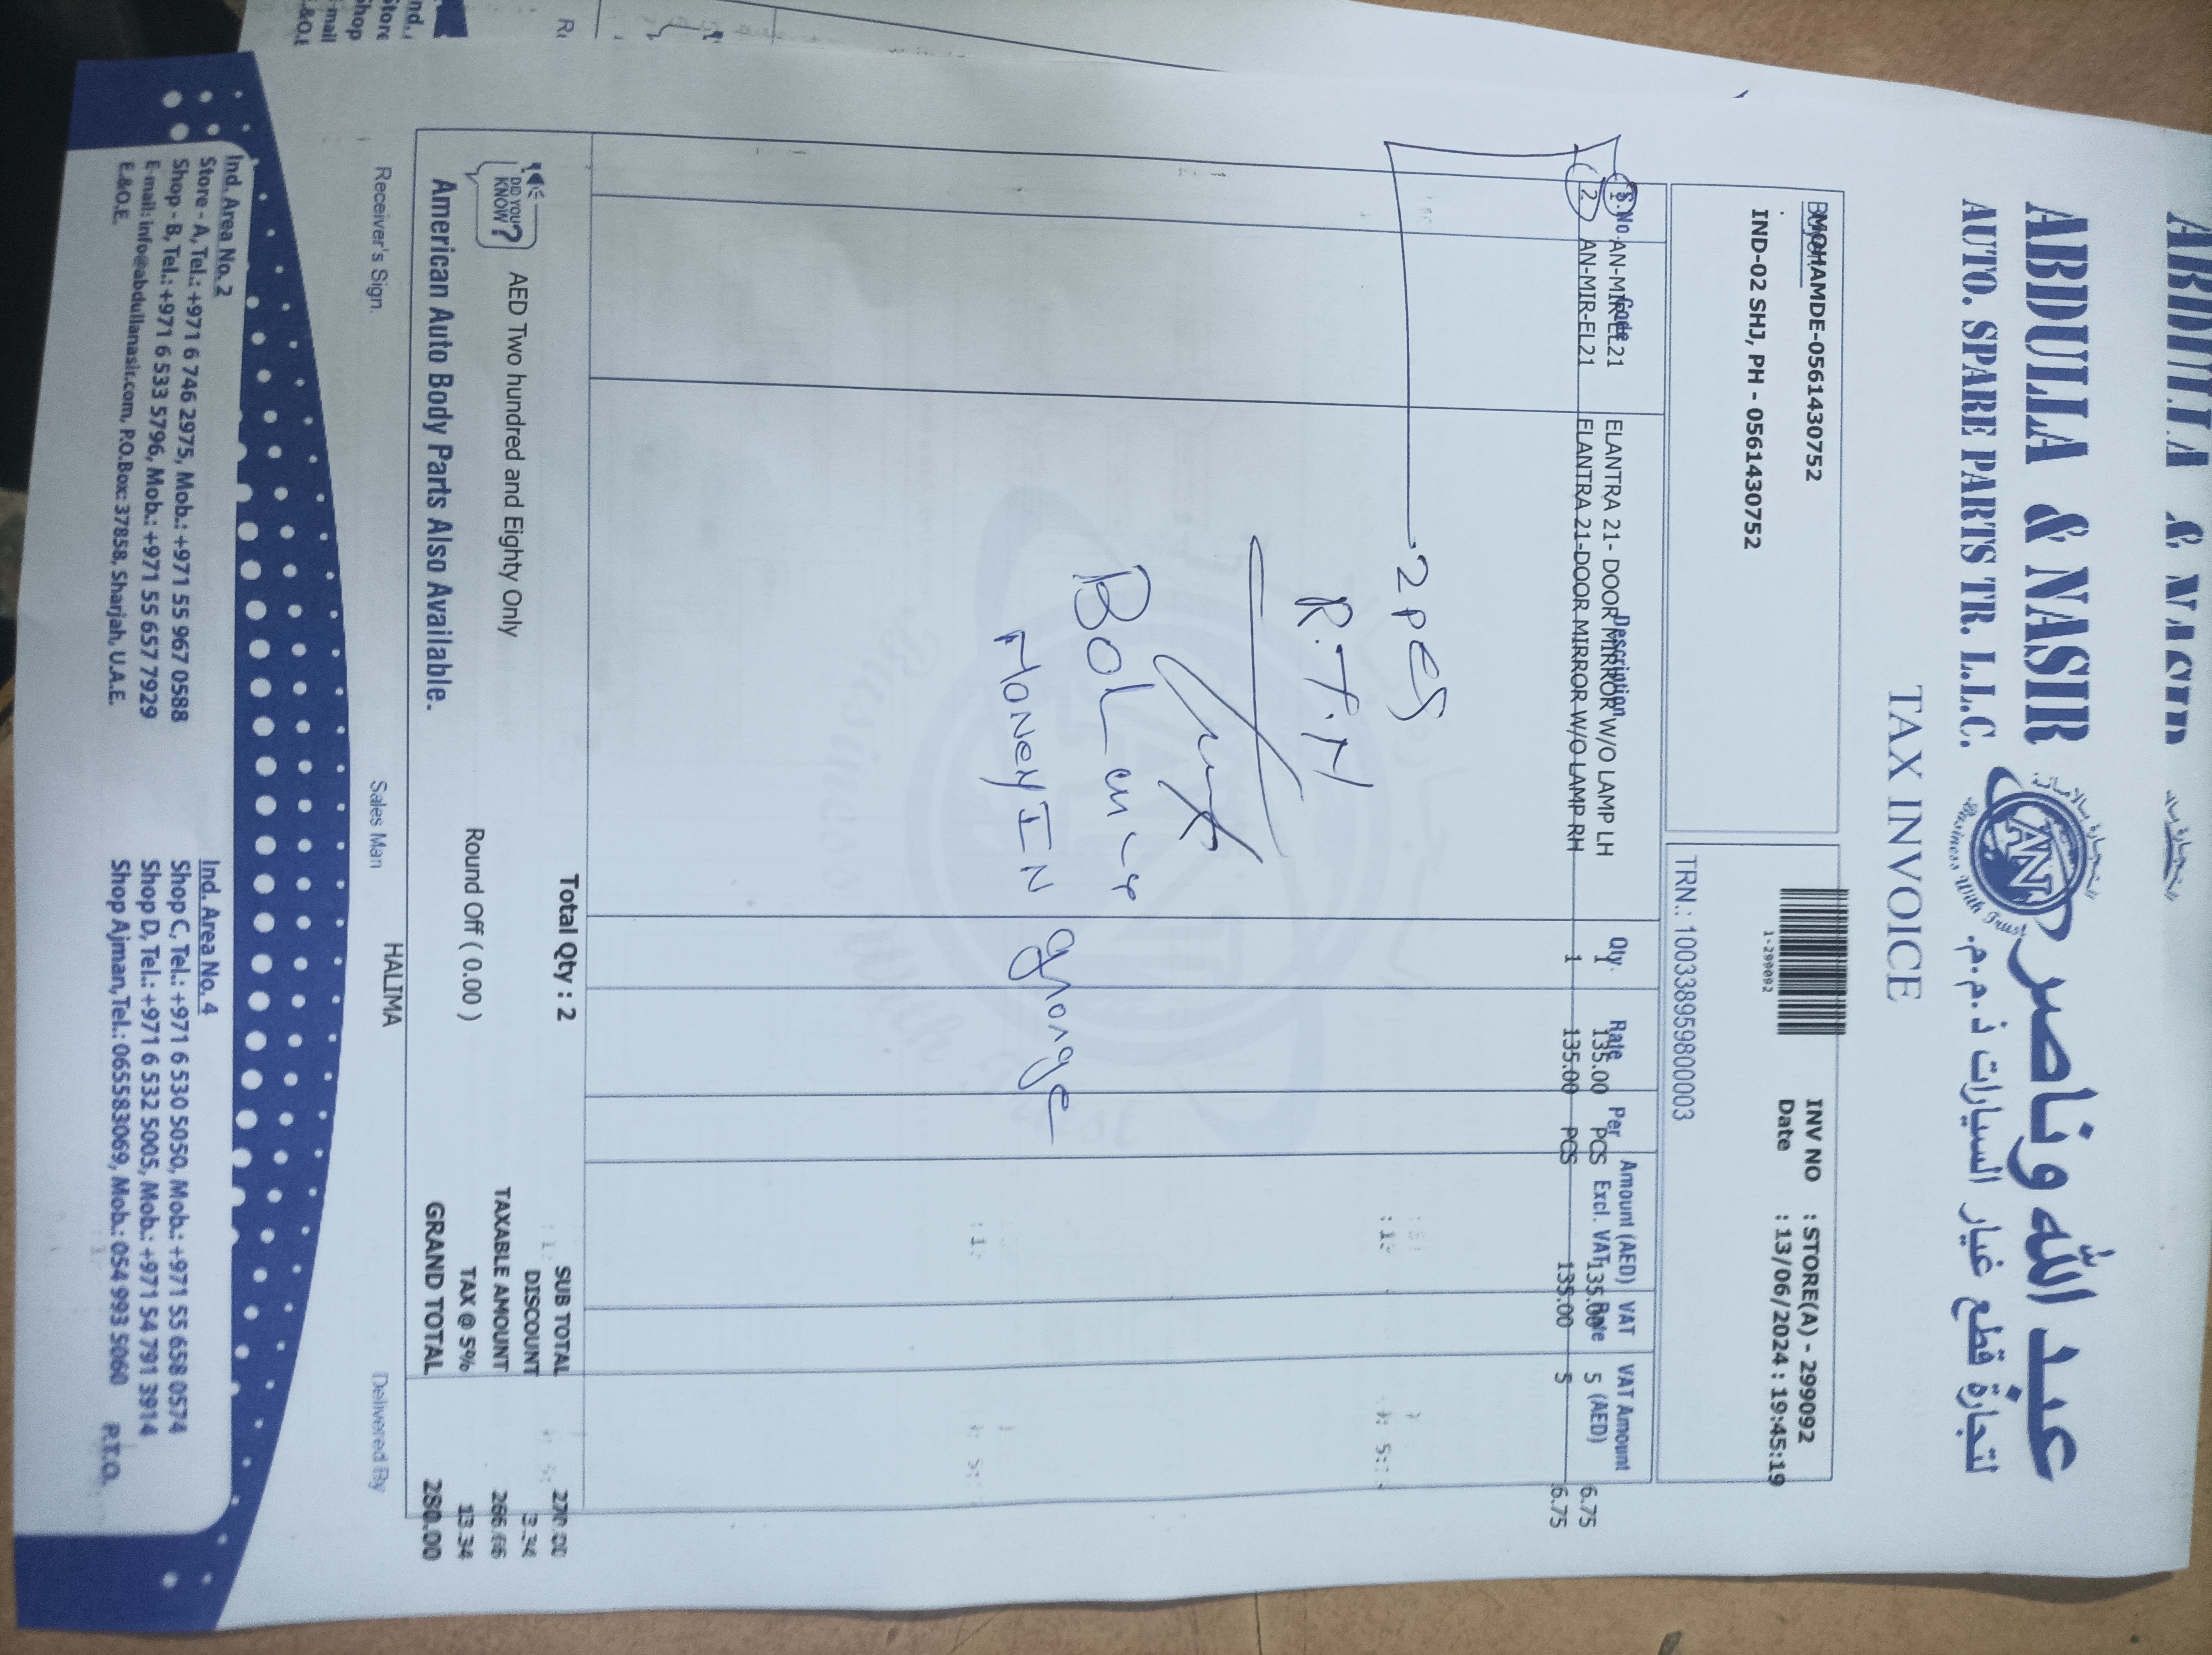 ABDULLA & NASIR
ABDULLA & NASIR
عبد الله وناصر
AUTO. SPARE PARTS TR. L.L.C.
لتجارة قطع غيار السيارات ذ.م.م.
AN
Business With Trust
TAX INVOICE
MOHAMDE-0561430752
IND-02 SHJ, PH - 0561430752
1-299092
INV NO : STORE(A) - 299092
Date : 13/06/2024 : 19:45:19
TRN.: 100338959800003
S.No. Code Description Qty. Rate Per Amount (AED) Excl. VAT VAT Rate VAT Amount (AED)
AN-MIR-EL21 ELANTRA 21- DOOR MIRROR W/O LAMP LH 1 135.00 PCS 135.00 5 6.75
2 AN-MIR-EL21 ELANTRA 21-DOOR MIRROR W/O LAMP RH 1 135.00 PCS 135.00 5 6.75
2 pes
R.T.N
Money IN gronge
Total Qty : 2
SUB TOTAL 270.00
DISCOUNT 3.34
DID YOU KNOW?
AED Two hundred and Eighty Only
TAXABLE AMOUNT 266.66
Round Off ( 0.00 )
TAX @ 5% 13.34
American Auto Body Parts Also Available.
GRAND TOTAL 280.00
Receiver's Sign.
Sales Man
HALIMA
Delivered By
Ind. Area No. 2
Store - A, Tel.: +971 6 746 2975, Mob.: +971 55 967 0588
Shop - B, Tel.: +971 6 533 5796, Mob.: +971 55 657 7929
E-mail: info@abdullanasir.com, P.O.Box: 37858, Sharjah, U.A.E.
E.&O.E.
Ind. Area No. 4
Shop C, Tel.: +971 6 530 5050, Mob.: +971 55 658 0574
Shop D, Tel.: +971 6 532 5005, Mob.: +971 54 791 3914
Shop Ajman, Tel.: 065583069, Mob.: 054 993 5060
P.T.O.